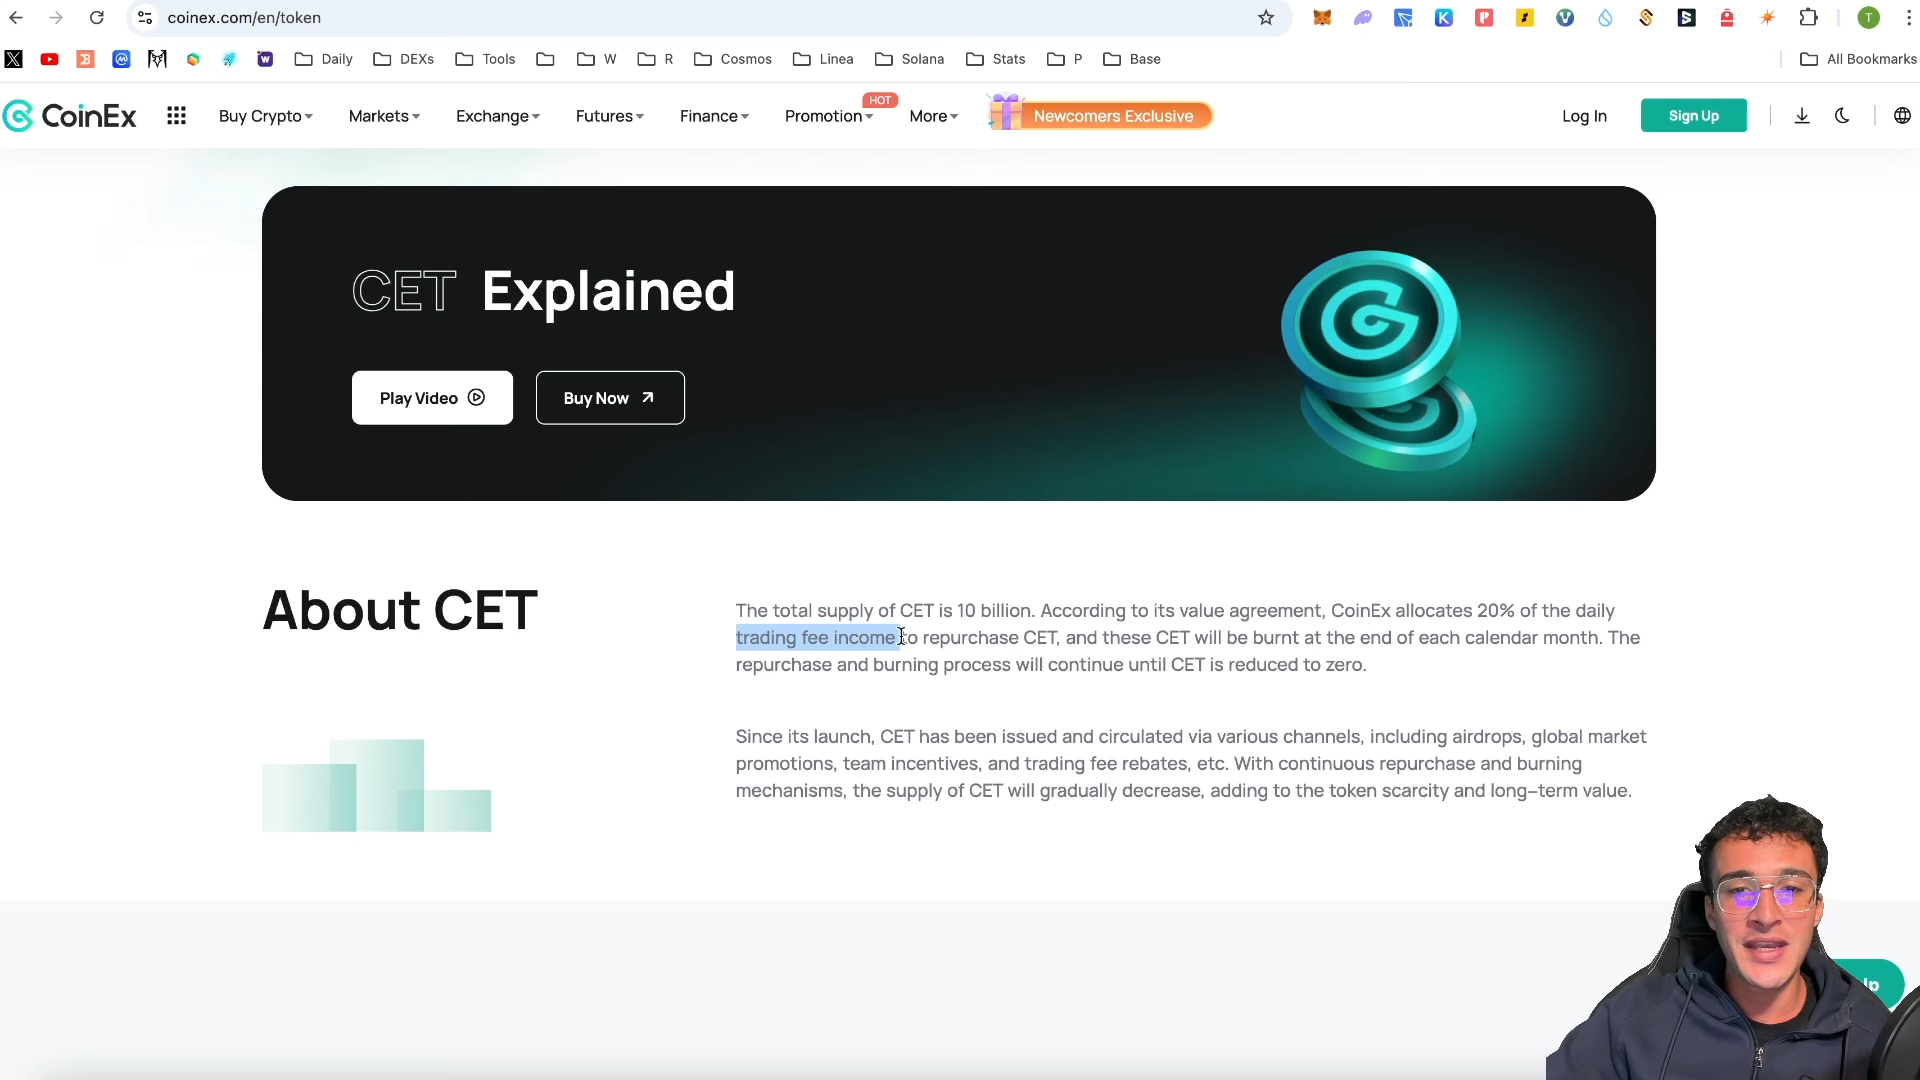 coinex.com/en/token
Daily
DEXs
Tools
W
R
Cosmos
Linea
Solana
Stats
P
Base
All Bookmarks
CoinEx
Buy Crypto
Markets
Exchange
Futures
Finance
Promotion
HOT
More
Newcomers Exclusive
Log In
Sign Up
CET Explained
Play Video
Buy Now
About CET
The total supply of CET is 10 billion. According to its value agreement, CoinEx allocates 20% of the daily
trading fee income to repurchase CET, and these CET will be burnt at the end of each calendar month. The
repurchase and burning process will continue until CET is reduced to zero.
Since its launch, CET has been issued and circulated via various channels, including airdrops, global market
promotions, team incentives, and trading fee rebates, etc. With continuous repurchase and burning
mechanisms, the supply of CET will gradually decrease, adding to the token scarcity and long–term value.